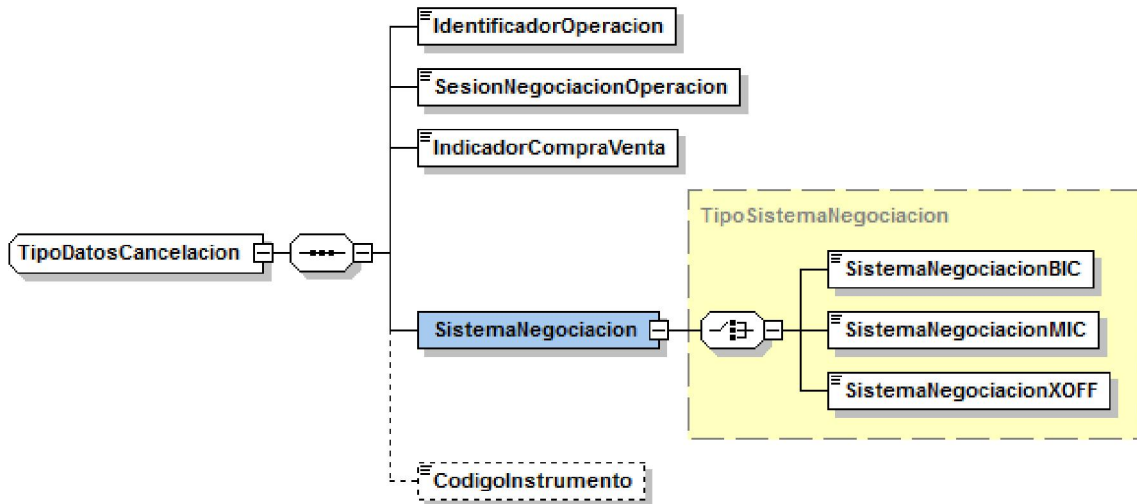 IdentificadorOperacion
SesionNegociacionOperacion
IndicadorCompraVenta
TipoSistemaNegociacion
TipoDatosCancelacion
SistemaNegociacionBIC
SistemaNegociacion
SistemaNegociacionMIC
SistemaNegociacionXOFF
CodigoInstrumento